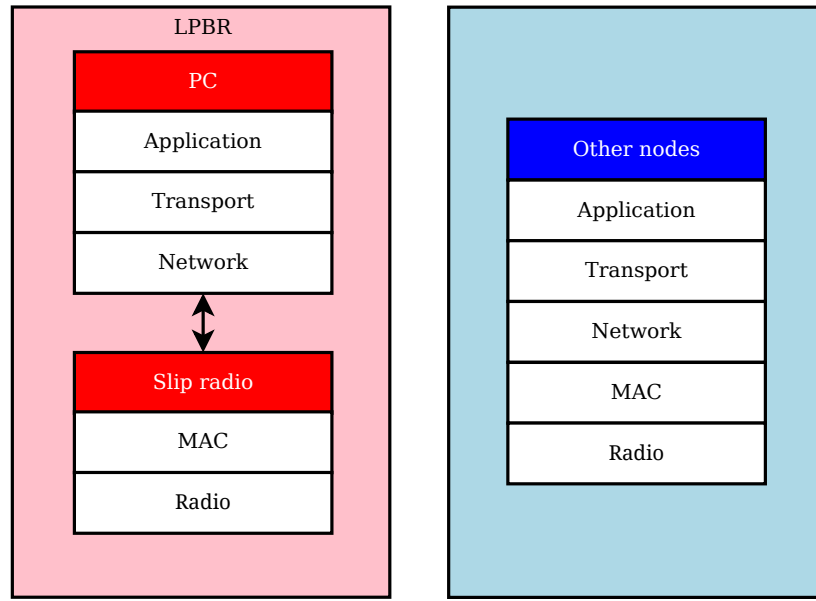 LPBR
PC
Application
Transport
Network
Slip radio
MAC
Radio
Other nodes
Application
Transport
Network
MAC
Radio